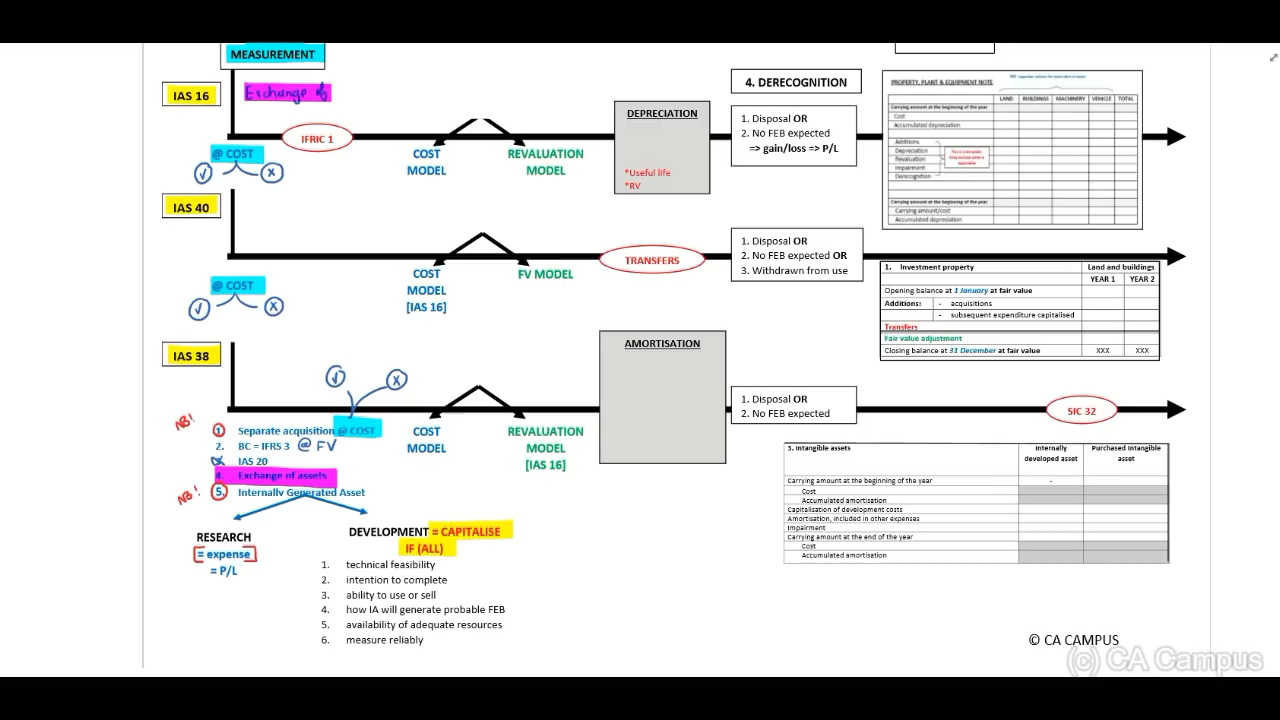 MEASUREMENT
IAS 16
Exchange of
IFRIC 1
@ COST
√ X
COST
MODEL
REVALUATION
MODEL
DEPRECIATION
*Useful life
*RV
4. DERECOGNITION
1. Disposal OR
2. No FEB expected
=> gain/loss => P/L
PROPERTY, PLANT & EQUIPMENT NOTE
LAND BUILDINGS MACHINERY VEHICLE TOTAL
Carrying amount at the beginning of the year
Cost
Accumulated depreciation
Additions
Depreciation
Revaluation
Impairment
Derecognition
Carrying amount at the beginning of the year
Carrying amount/cost
Accumulated depreciation
IAS 40
@ COST
√ X
COST
MODEL
[IAS 16]
FV MODEL
TRANSFERS
1. Disposal OR
2. No FEB expected OR
3. Withdrawn from use
1. Investment property Land and buildings
YEAR 1 YEAR 2
Opening balance at 1 January at fair value
Additions: - acquisitions
- subsequent expenditure capitalised
Transfers
Fair value adjustment
Closing balance at 31 December at fair value XXX XXX
IAS 38
√ X
NB!
1. Separate acquisition @ COST
2. BC = IFRS 3 @ FV
IAS 20
4. Exchange of assets
NB!
5. Internally Generated Asset
COST
MODEL
REVALUATION
MODEL
[IAS 16]
AMORTISATION
1. Disposal OR
2. No FEB expected
SIC 32
RESEARCH
= expense
= P/L
DEVELOPMENT = CAPITALISE
IF (ALL)
1. technical feasibility
2. intention to complete
3. ability to use or sell
4. how IA will generate probable FEB
5. availability of adequate resources
6. measure reliably
3. Intangible assets Internally developed asset Purchased Intangible asset
Carrying amount at the beginning of the year -
Cost
Accumulated amortisation
Capitalisation of development costs
Amortisation, included in other expenses
Impairment
Carrying amount at the end of the year
Cost
Accumulated amortisation
© CA CAMPUS
(c) CA Campus